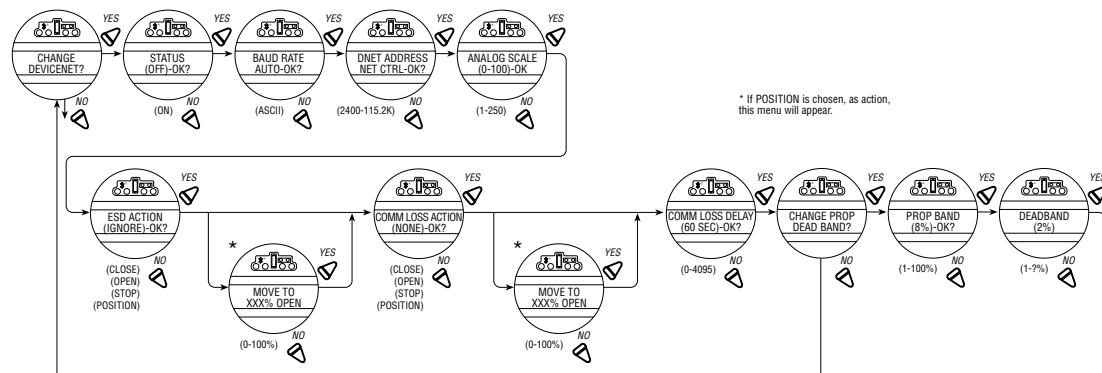 YES
CHANGE
DEVICENET?
NO
YES
STATUS
(OFF)-OK?
NO
(ON)
YES
BAUD RATE
AUTO-OK?
NO
(ASCII)
YES
DNET ADDRESS
NET CTRL-OK?
NO
(2400-115.2K)
YES
ANALOG SCALE
(0-100)-OK
NO
(1-250)
* If POSITION is chosen, as action,
this menu will appear.
YES
ESD ACTION
(IGNORE)-OK?
NO
(CLOSE)
(OPEN)
(STOP)
(POSITION)
*
YES
MOVE TO
XXX% OPEN
NO
(0-100%)
YES
COMM LOSS ACTION
(NONE)-OK?
NO
(CLOSE)
(OPEN)
(STOP)
(POSITION)
*
YES
MOVE TO
XXX% OPEN
NO
(0-100%)
YES
COMM LOSS DELAY
(60 SEC)-OK?
NO
(0-4095)
YES
CHANGE PROP
DEAD BAND?
NO
YES
PROP BAND
(8%)-OK?
NO
(1-100%)
YES
DEADBAND
(2%)
NO
(1-?%)